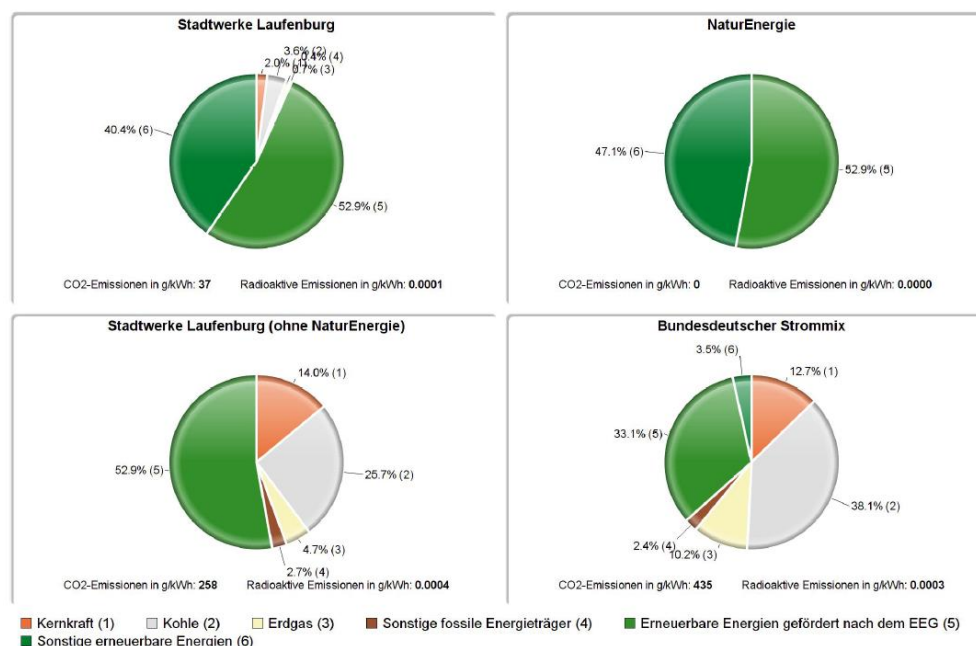 Stadtwerke Laufenburg
3.6% (2)
0.4% (4)
2.0% (1)
0.7% (3)
40.4% (6)
52.9% (5)
CO2-Emissionen in g/kWh: 37 Radioaktive Emissionen in g/kWh: 0.0001
NaturEnergie
47.1% (6)
52.9% (5)
CO2-Emissionen in g/kWh: 0 Radioaktive Emissionen in g/kWh: 0.0000
Stadtwerke Laufenburg (ohne NaturEnergie)
14.0% (1)
52.9% (5)
25.7% (2)
4.7% (3)
2.7% (4)
CO2-Emissionen in g/kWh: 258 Radioaktive Emissionen in g/kWh: 0.0004
Bundesdeutscher Strommix
3.5% (6)
12.7% (1)
33.1% (5)
38.1% (2)
2.4% (4)
10.2% (3)
CO2-Emissionen in g/kWh: 435 Radioaktive Emissionen in g/kWh: 0.0003
Kernkraft (1) Kohle (2) Erdgas (3) Sonstige fossile Energieträger (4) Erneuerbare Energien gefördert nach dem EEG (5)
Sonstige erneuerbare Energien (6)